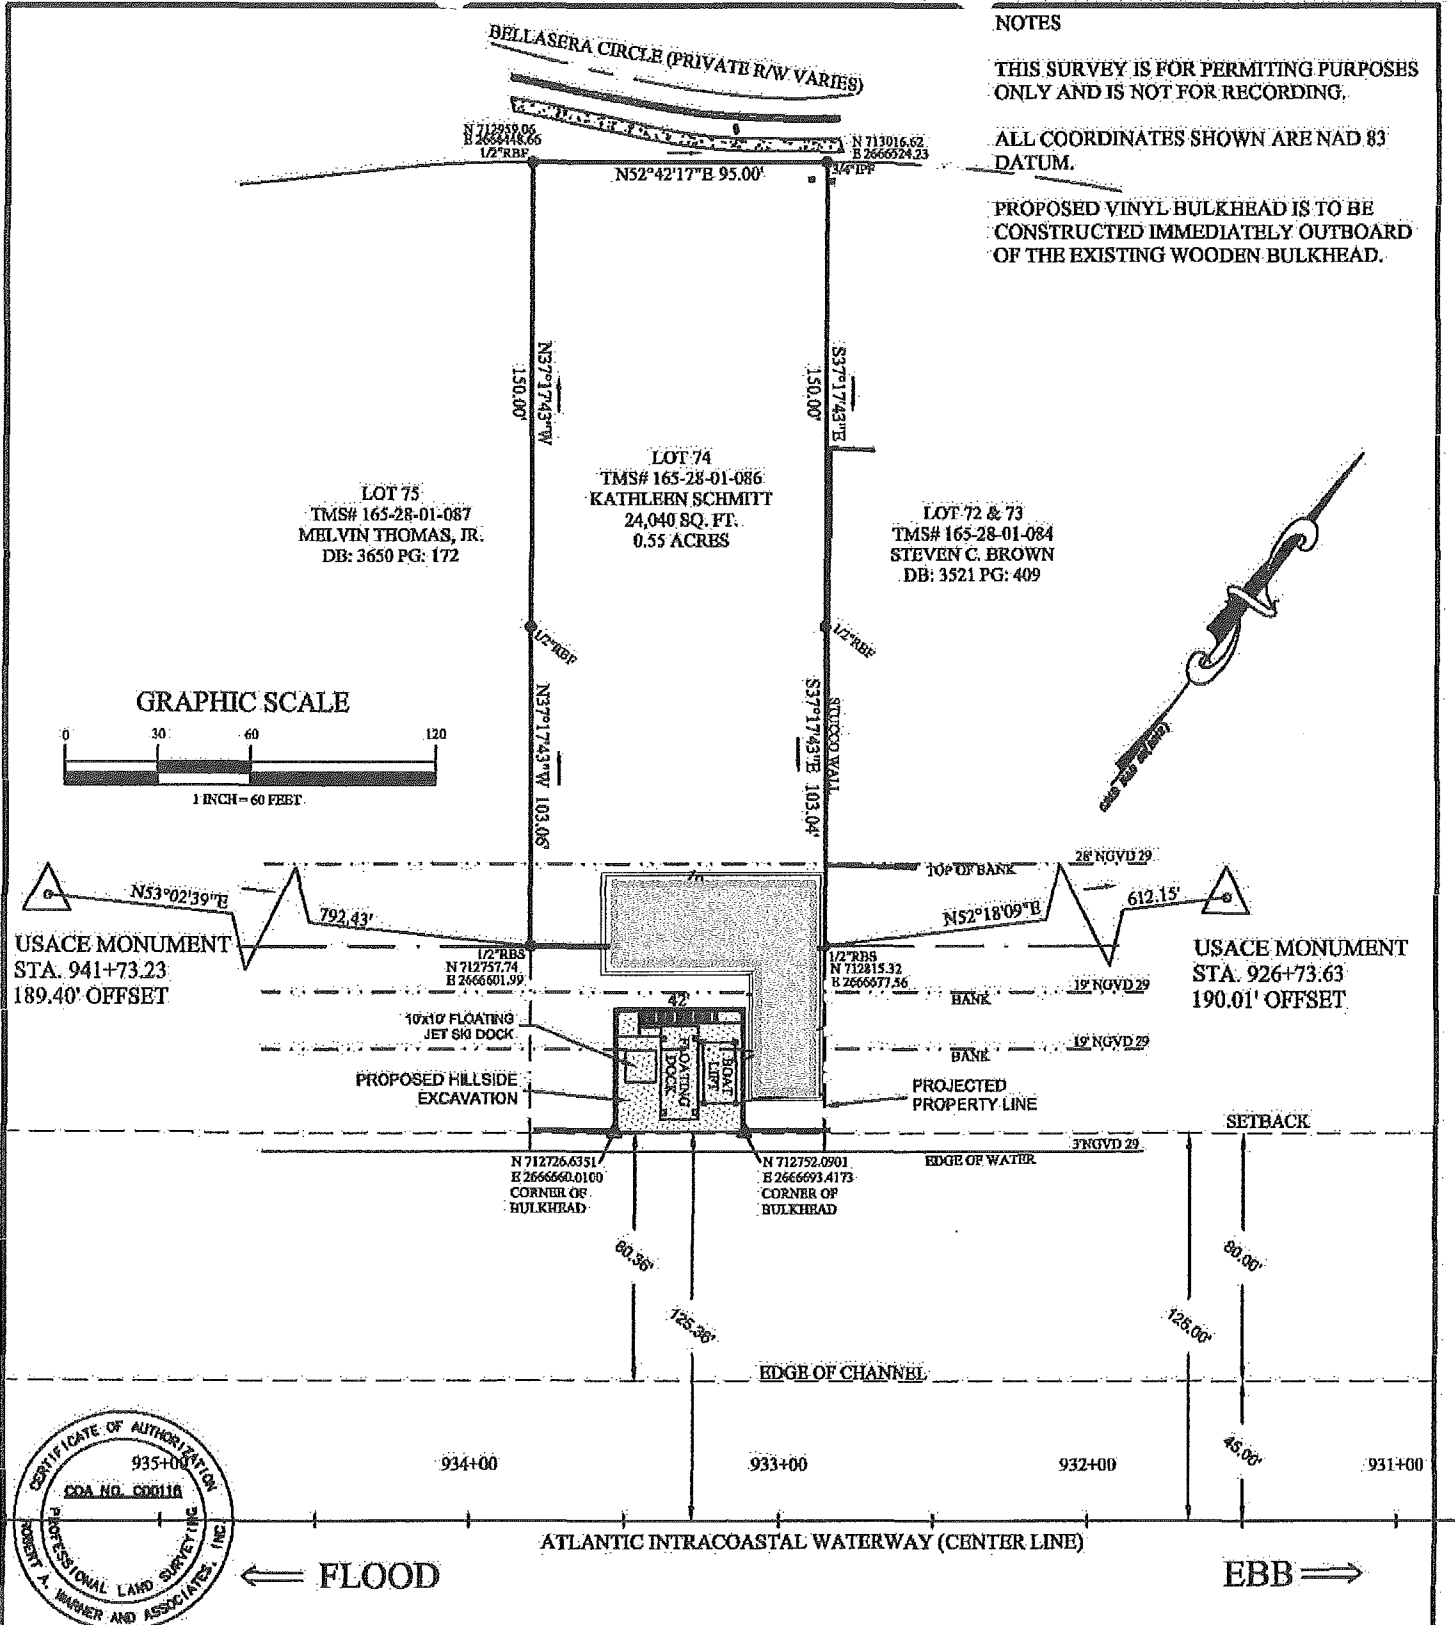 NOTES
THIS SURVEY IS FOR PERMITING PURPOSES
ONLY AND IS NOT FOR RECORDING.
ALL COORDINATES SHOWN ARE NAD 83
DATUM.
PROPOSED VINYL BULKHEAD IS TO BE
CONSTRUCTED IMMEDIATELY OUTBOARD
OF THE EXISTING WOODEN BULKHEAD.
BELLASERA CIRCLE (PRIVATE R/W VARIES)
N 712959.06
E 2666448.66
1/2"RBF
N 713016.62
E 2666524.23
3/4"IPF
N52°42'17"E 95.00'
N37°17'43"W
150.00'
S37°17'43"E
150.00'
LOT 74
TMS# 165-28-01-086
KATHLEEN SCHMITT
24,040 SQ. FT.
0.55 ACRES
LOT 75
TMS# 165-28-01-087
MELVIN THOMAS, JR.
DB: 3650 PG: 172
LOT 72 & 73
TMS# 165-28-01-084
STEVEN C. BROWN
DB: 3521 PG: 409
1/2"RBF
1/2"RBF
GRAPHIC SCALE
0 30 60 120
1 INCH = 60 FEET
N37°17'43"W 103.06'
S37°17'43"E 103.04'
STUCCO WALL
28' NGVD 29
TOP OF BANK
N53°02'39"E
792.43'
N52°18'09"E
612.15'
USACE MONUMENT
STA. 941+73.23
189.40' OFFSET
1/2"RBS
N 712757.74
E 2666601.99
1/2"RBS
N 712815.32
E 2666677.56
USACE MONUMENT
STA. 926+73.63
190.01' OFFSET
19' NGVD 29
BANK
42'
10'x10' FLOATING
JET SKI DOCK
FLOATING
DOCK
BOAT
LIFT
19' NGVD 29
BANK
PROPOSED HILLSIDE
EXCAVATION
PROJECTED
PROPERTY LINE
SETBACK
3'NGVD 29
EDGE OF WATER
N 712726.6351
E 2666660.0100
CORNER OF
BULKHEAD
N 712752.0901
E 2666693.4173
CORNER OF
BULKHEAD
80.36'
80.00'
125.36'
125.00'
EDGE OF CHANNEL
45.00'
935+00 934+00 933+00 932+00 931+00
CERTIFICATE OF AUTHORIZATION
COA NO. C00116
PROFESSIONAL LAND SURVEYING
ROBERT A. WARNER AND ASSOCIATES, INC.
ATLANTIC INTRACOASTAL WATERWAY (CENTER LINE)
FLOOD
EBB